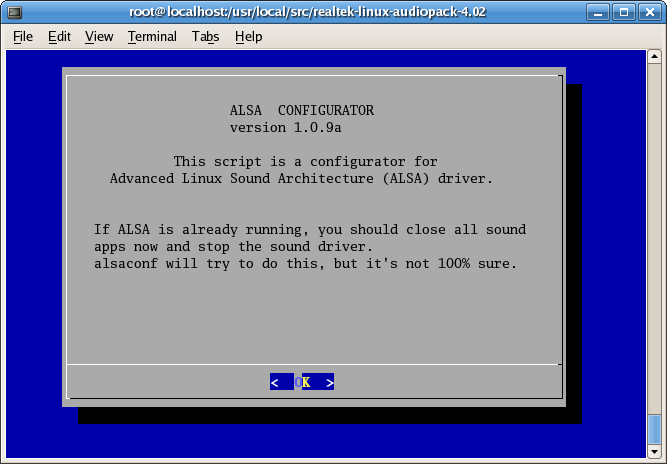 root@localhost:/usr/local/src/realtek-linux-audiopack-4.02
File Edit View Terminal Tabs Help
ALSA CONFIGURATOR
version 1.0.9a
This script is a configurator for
Advanced Linux Sound Architecture (ALSA) driver.
If ALSA is already running, you should close all sound
apps now and stop the sound driver.
alsaconf will try to do this, but it's not 100% sure.
< OK >